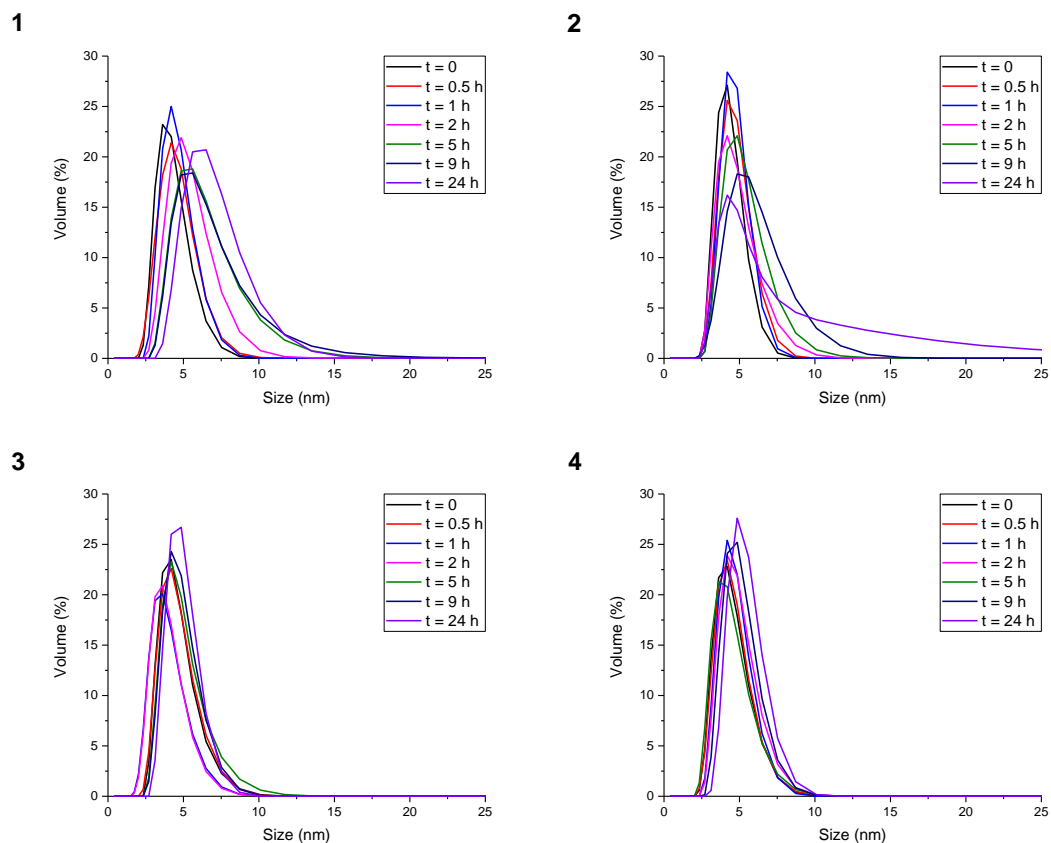 1
30
25
20
15
10
5
0
Volume (%)
0 5 10 15 20 25
Size (nm)
t = 0
t = 0.5 h
t = 1 h
t = 2 h
t = 5 h
t = 9 h
t = 24 h
2
30
25
20
15
10
5
0
Volume (%)
0 5 10 15 20 25
Size (nm)
t = 0
t = 0.5 h
t = 1 h
t = 2 h
t = 5 h
t = 9 h
t = 24 h
3
30
25
20
15
10
5
0
Volume (%)
0 5 10 15 20 25
Size (nm)
t = 0
t = 0.5 h
t = 1 h
t = 2 h
t = 5 h
t = 9 h
t = 24 h
4
30
25
20
15
10
5
0
Volume (%)
0 5 10 15 20 25
Size (nm)
t = 0
t = 0.5 h
t = 1 h
t = 2 h
t = 5 h
t = 9 h
t = 24 h